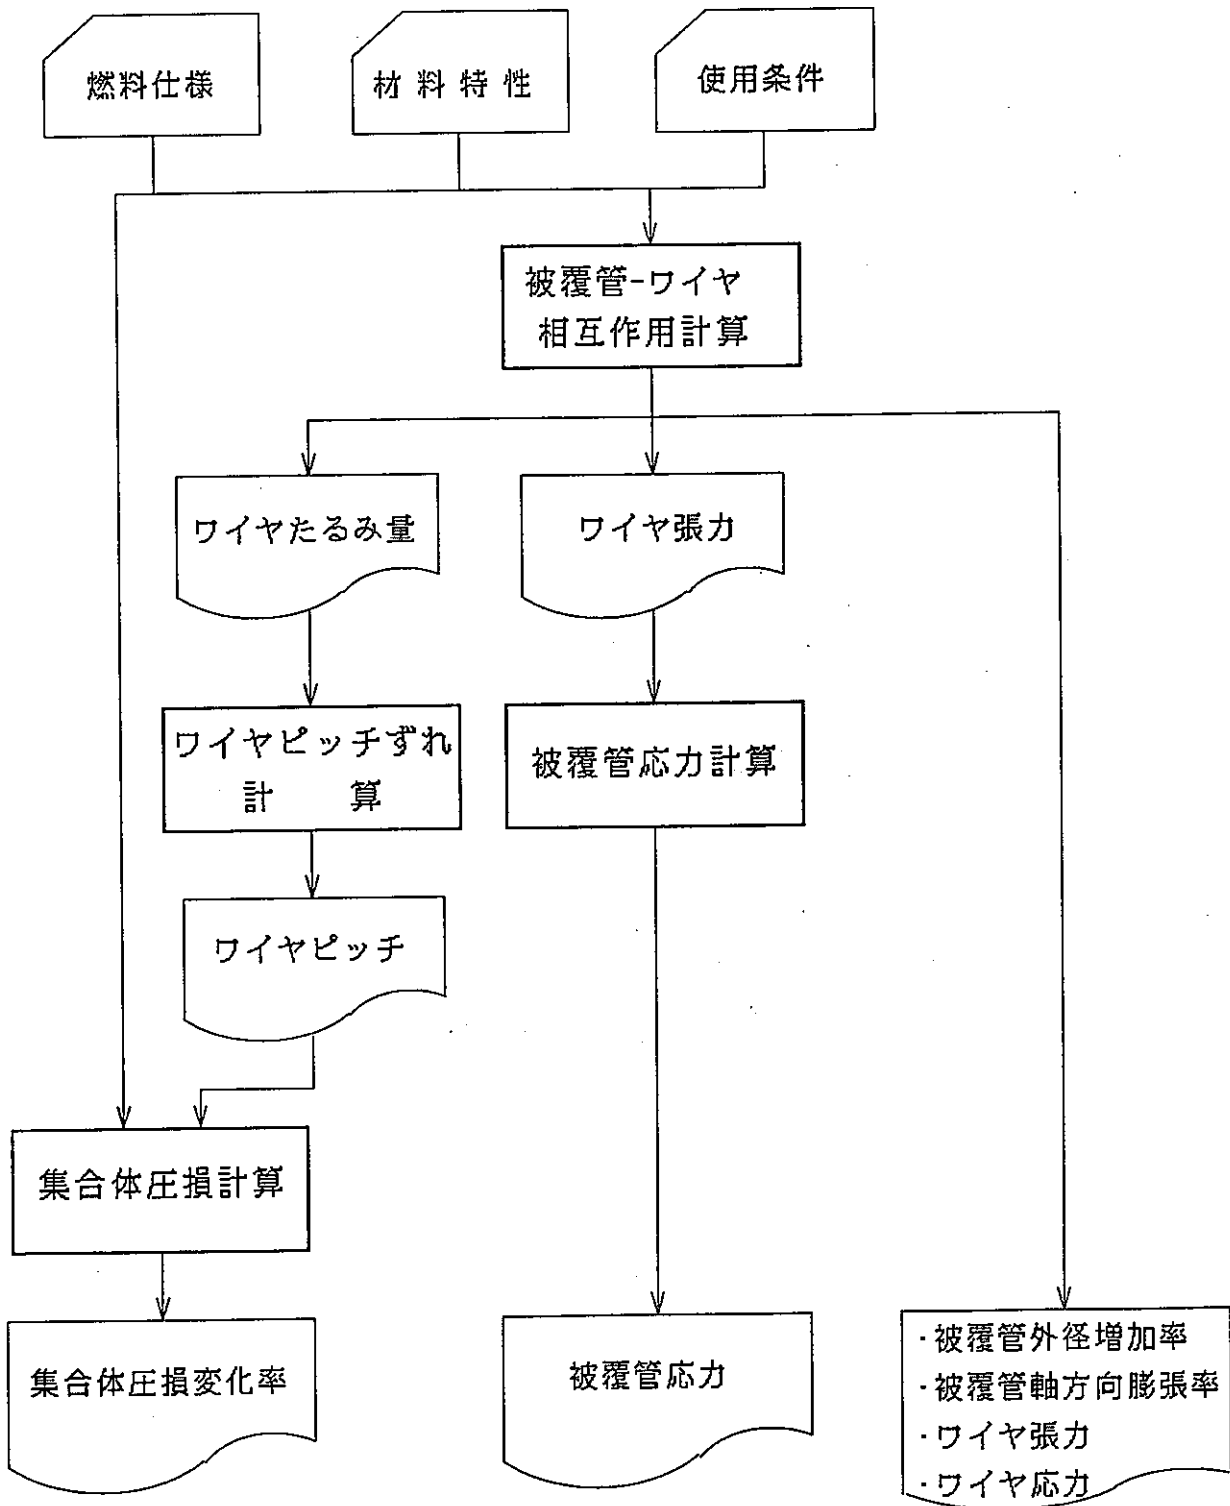 燃料仕様
材料特性
使用条件
被覆管-ワイヤ
相互作用計算
ワイヤたるみ量
ワイヤ張力
ワイヤピッチずれ
計 算
被覆管応力計算
ワイヤピッチ
集合体圧損計算
集合体圧損変化率
被覆管応力
・被覆管外径増加率
・被覆管軸方向膨張率
・ワイヤ張力
・ワイヤ応力